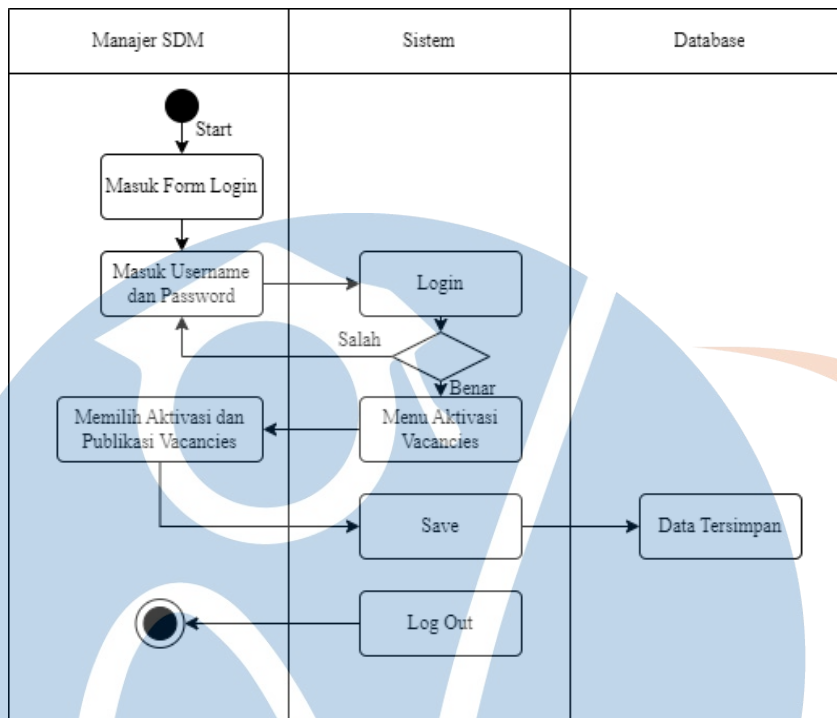 Manajer SDM
Sistem
Database
Start
Masuk Form Login
Masuk Username
dan Password
Login
Salah
Benar
Memilih Aktivasi dan
Publikasi Vacancies
Menu Aktivasi
Vacancies
Save
Data Tersimpan
Log Out